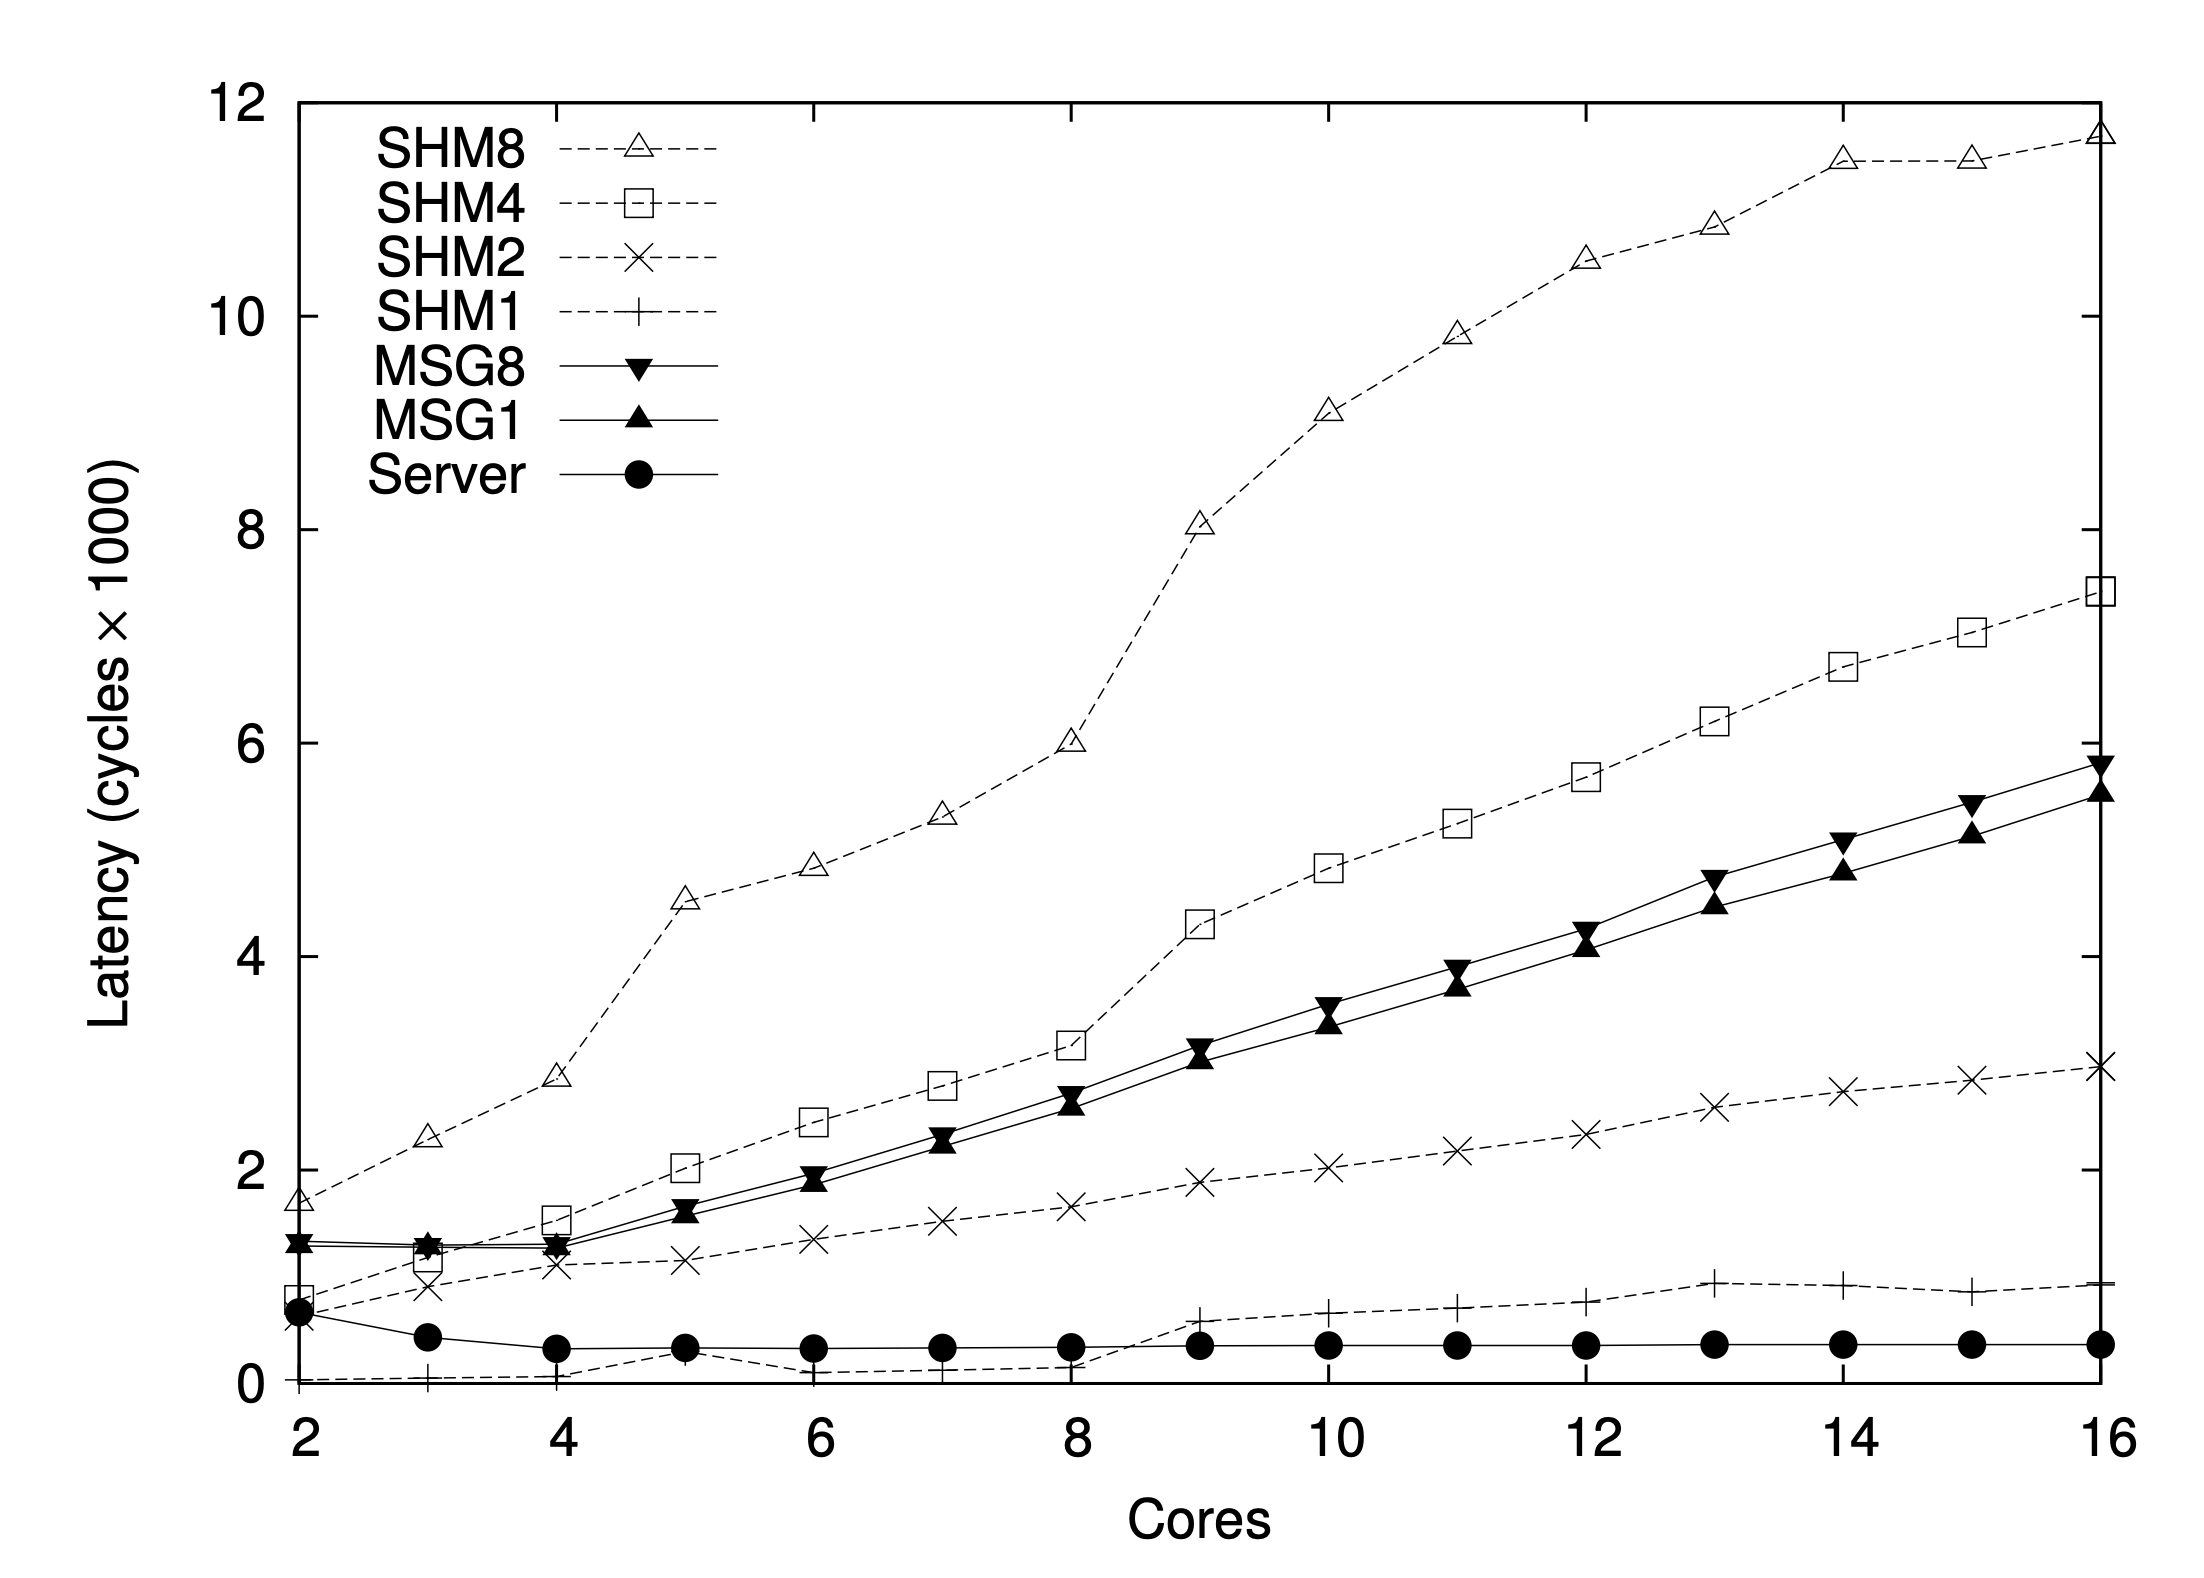 12
10
8
6
4
2
0
Latency (cycles × 1000)
SHM8
SHM4
SHM2
SHM1
MSG8
MSG1
Server
2 4 6 8 10 12 14 16
Cores